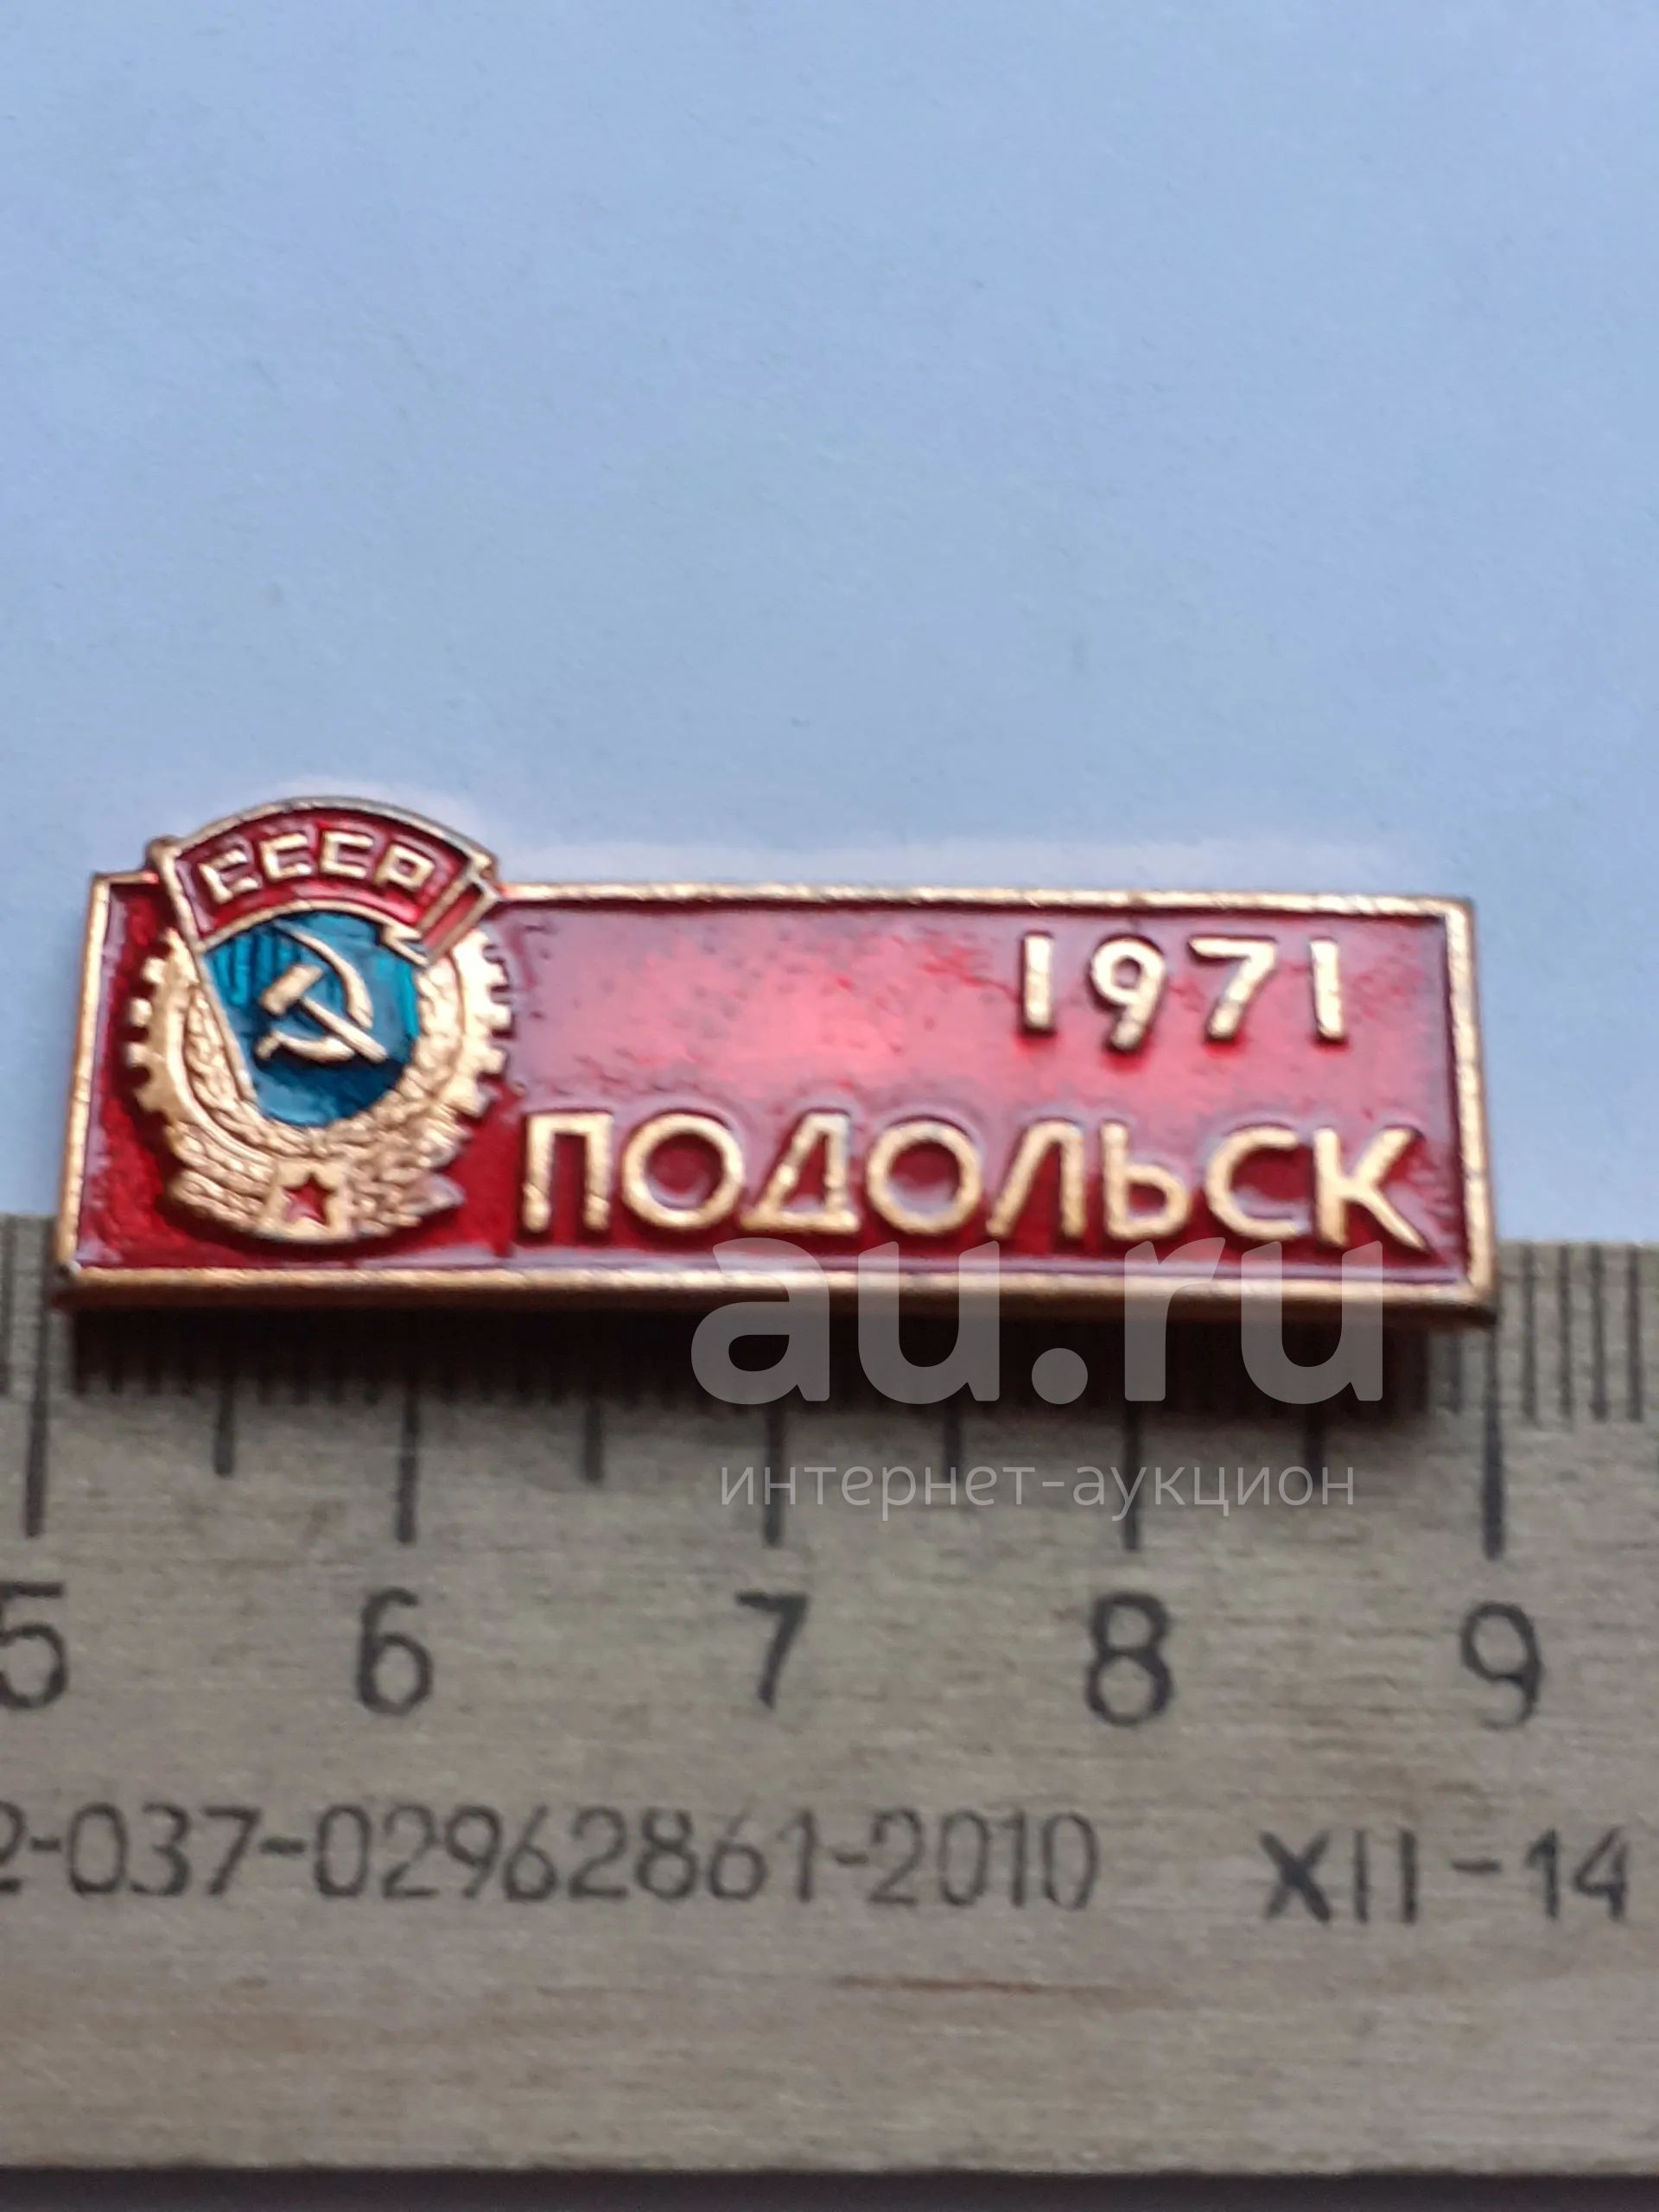 СССР
1971
ПОДОЛЬСК
au.ru
интернет-аукцион
5 6 7 8 9
2-037-02962861-2010 XII-14